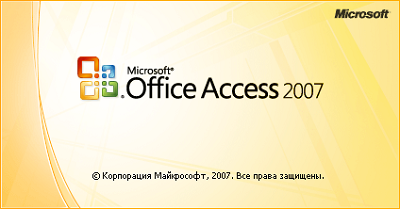 Microsoft
Microsoft®
Office Access 2007
© Корпорация Майкрософт, 2007. Все права защищены.